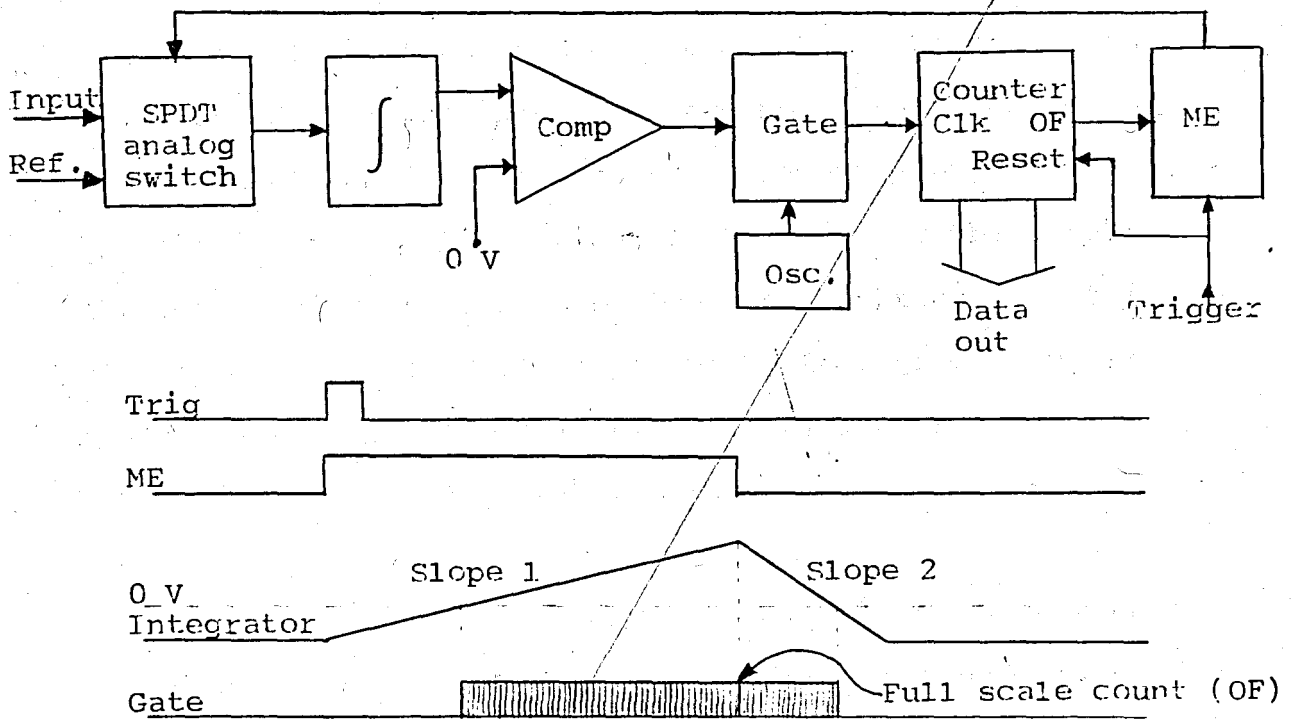 Input
Ref.
SPDT
analog
switch
∫
Comp
0 V
Gate
Osc.
Counter
Clk OF
Reset
ME
Data
out
Trigger
Trig
ME
Slope 1
Slope 2
0 V
Integrator
Full scale count (OF)
Gate